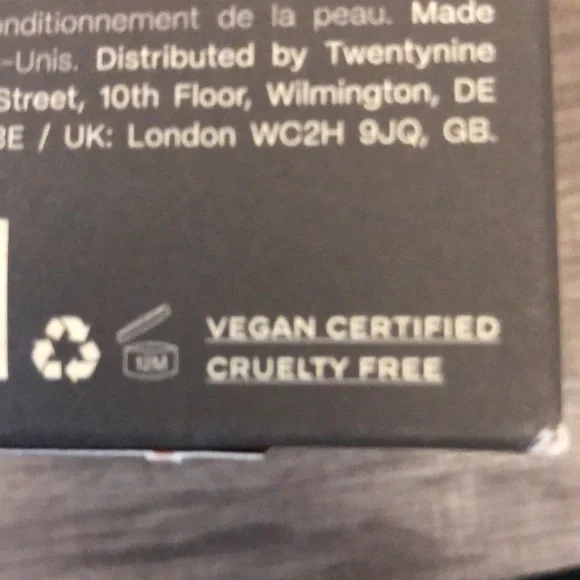 onditionnement de la peau. Made
-Unis. Distributed by Twentynine
Street, 10th Floor, Wilmington, DE
BE / UK: London WC2H 9JQ, GB.
12M
VEGAN CERTIFIED
CRUELTY FREE